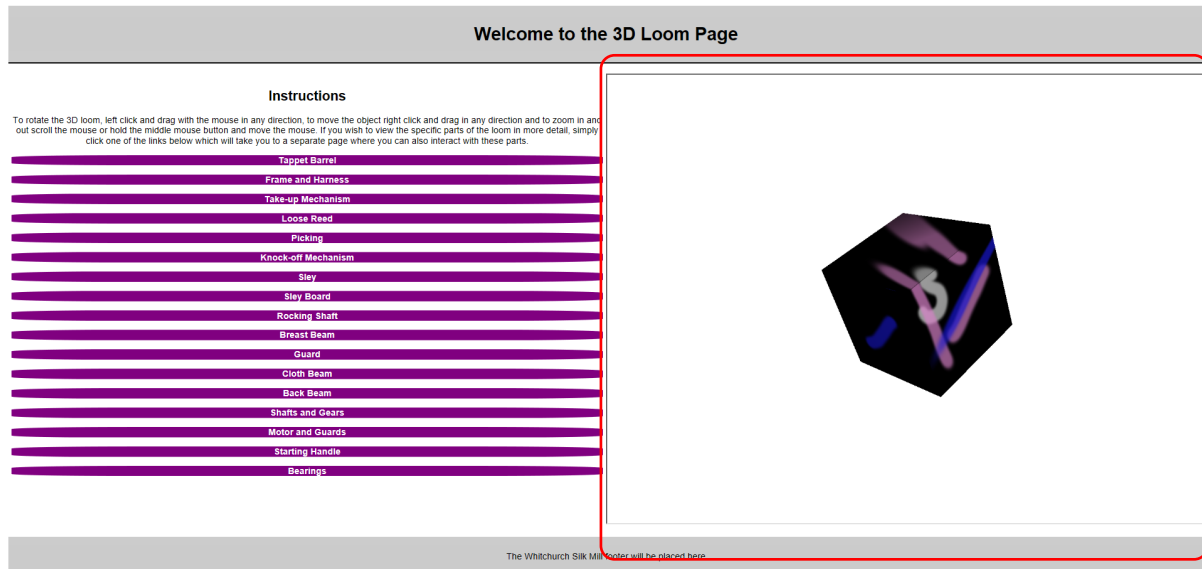 Welcome to the 3D Loom Page
Instructions
To rotate the 3D loom, left click and drag with the mouse in any direction, to move the object right click and drag in any direction and to zoom in and
out scroll the mouse or hold the middle mouse button and move the mouse. If you wish to view the specific parts of the loom in more detail, simply
click one of the links below which will take you to a separate page where you can also interact with these parts.
Tappet Barrel
Frame and Harness
Take-up Mechanism
Loose Reed
Picking
Knock-off Mechanism
Sley
Sley Board
Rocking Shaft
Breast Beam
Guard
Cloth Beam
Back Beam
Shafts and Gears
Motor and Guards
Starting Handle
Bearings
The Whitchurch Silk Mill footer will be placed here